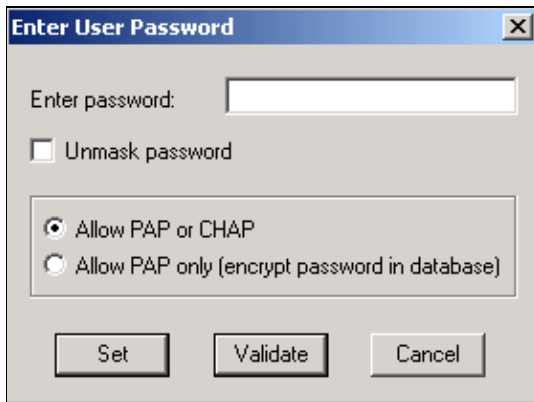 Enter User Password
Enter password:
Unmask password
Allow PAP or CHAP
Allow PAP only (encrypt password in database)
Set Validate Cancel